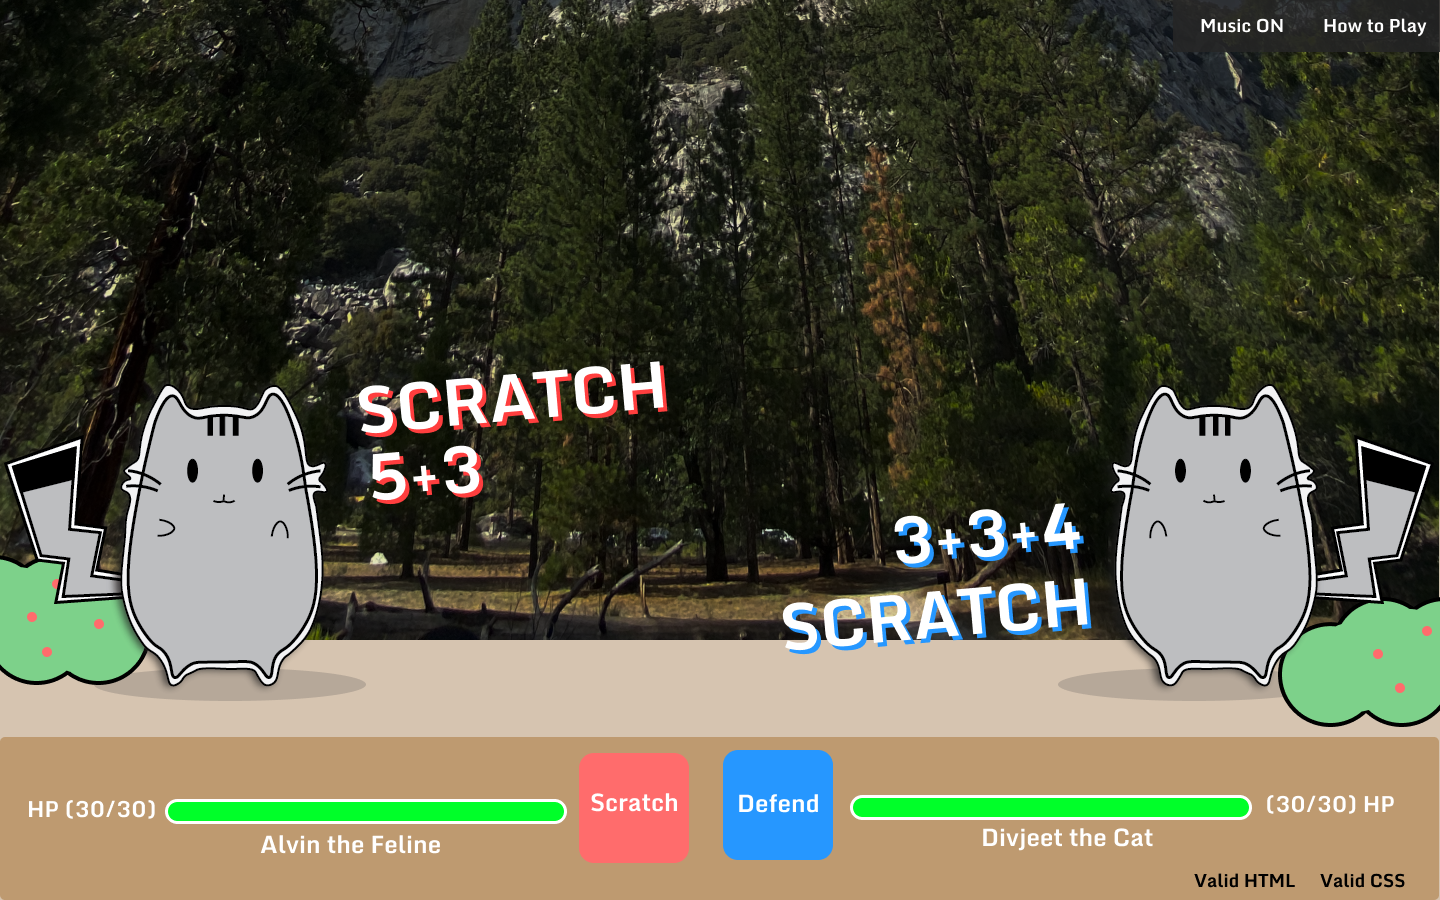 Music ON
How to Play
SCRATCH
5+3
3+3+4
SCRATCH
HP (30/30)
Alvin the Feline
Scratch
Defend
(30/30) HP
Divjeet the Cat
Valid HTML
Valid CSS